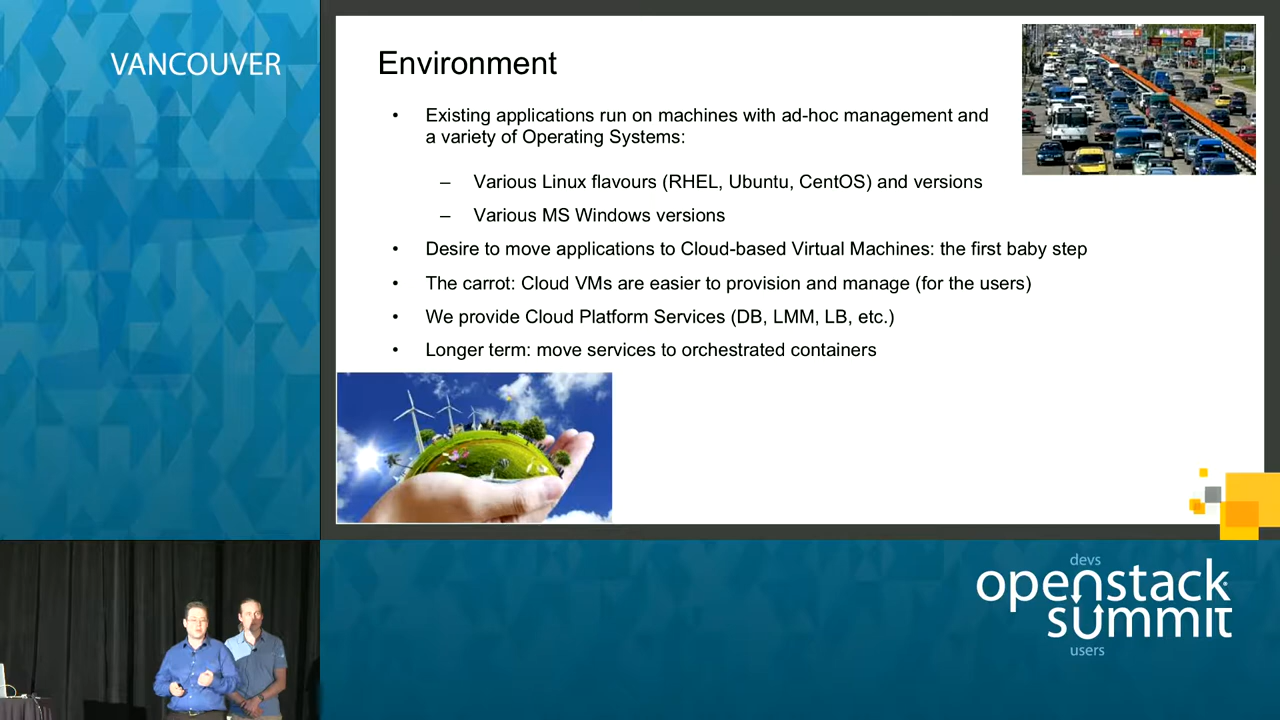 VANCOUVER
Environment
• Existing applications run on machines with ad-hoc management and
a variety of Operating Systems:
– Various Linux flavours (RHEL, Ubuntu, CentOS) and versions
– Various MS Windows versions
• Desire to move applications to Cloud-based Virtual Machines: the first baby step
• The carrot: Cloud VMs are easier to provision and manage (for the users)
• We provide Cloud Platform Services (DB, LMM, LB, etc.)
• Longer term: move services to orchestrated containers
devs
openstack
summit
users